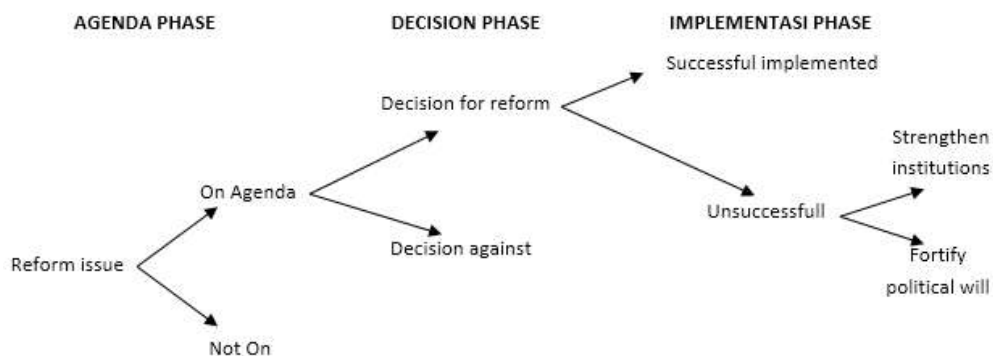 AGENDA PHASE
DECISION PHASE
IMPLEMENTASI PHASE
Successful implemented
Decision for reform
Strengthen
institutions
On Agenda
Unsuccessfull
Decision against
Reform issue
Fortify
political will
Not On